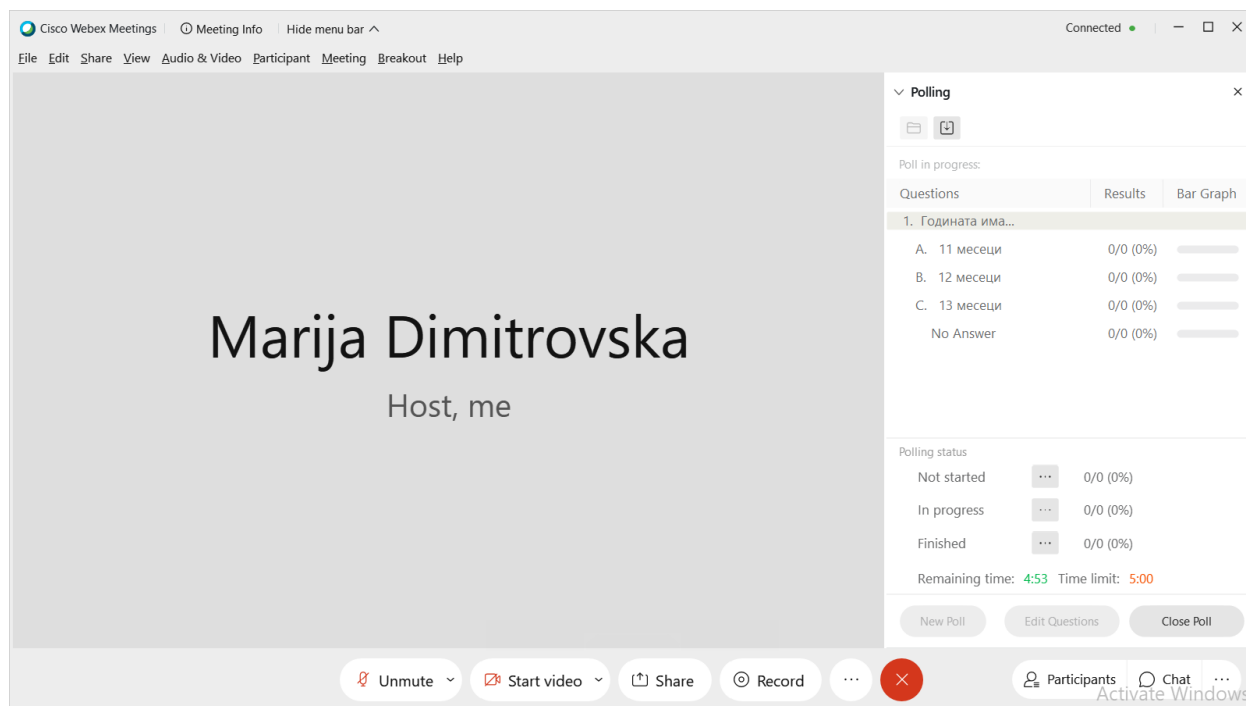 Cisco Webex Meetings Meeting Info Hide menu bar Connected
File Edit Share View Audio & Video Participant Meeting Breakout Help
Polling
Poll in progress:
Questions Results Bar Graph
1. Годината има...
A. 11 месеци 0/0 (0%)
B. 12 месеци 0/0 (0%)
C. 13 месеци 0/0 (0%)
No Answer 0/0 (0%)
Marija Dimitrovska
Host, me
Polling status
Not started ... 0/0 (0%)
In progress ... 0/0 (0%)
Finished ... 0/0 (0%)
Remaining time: 4:53 Time limit: 5:00
New Poll Edit Questions Close Poll
Unmute Start video Share Record ... Participants Chat ...
Activate Windows